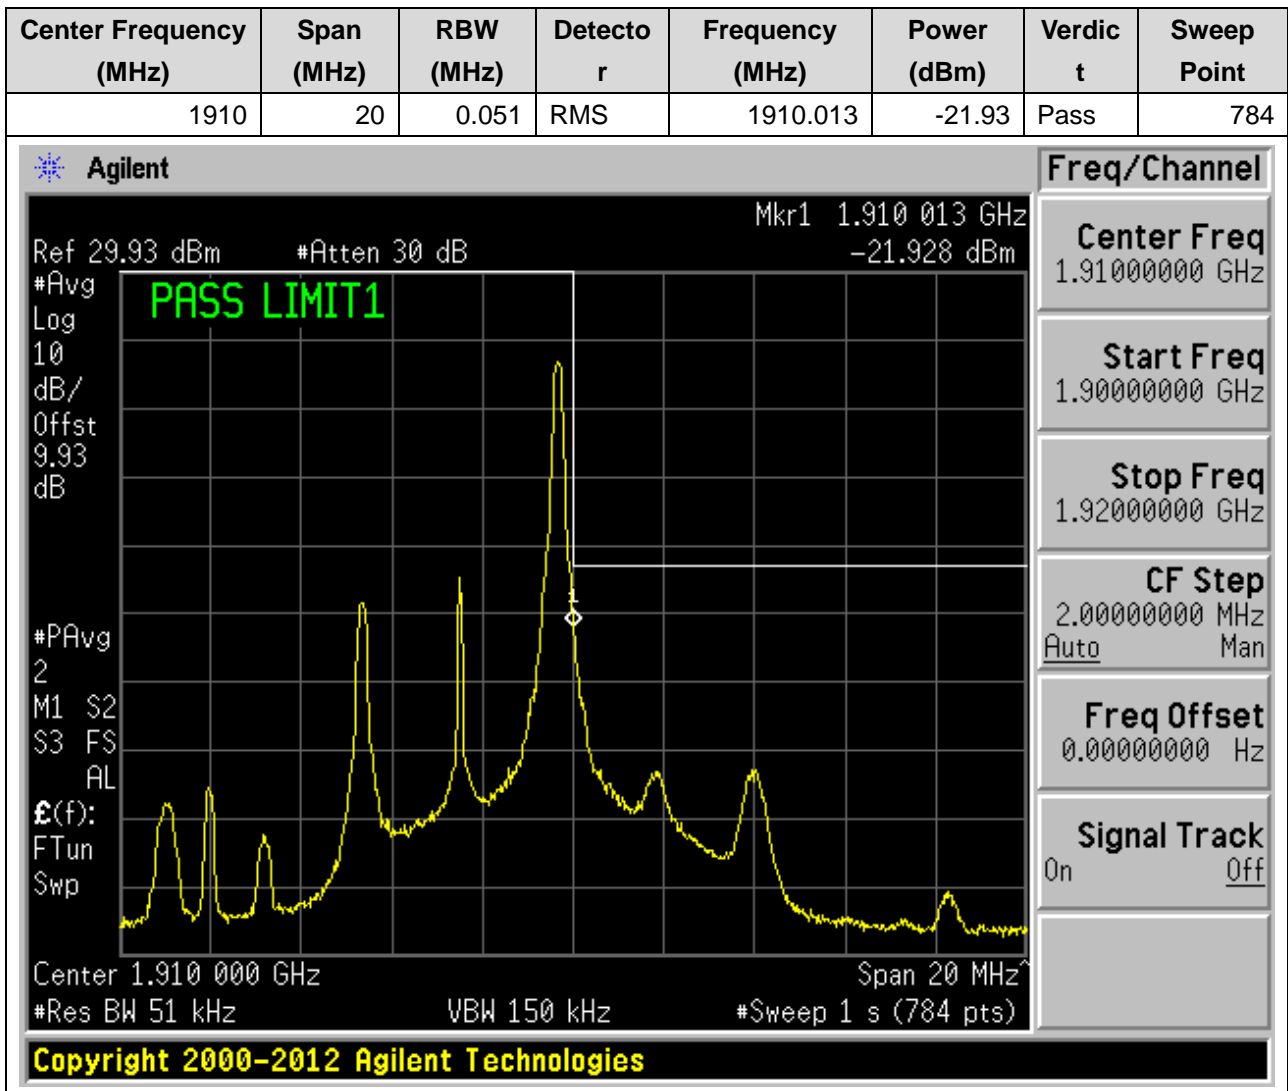 Center Frequency (MHz) Span (MHz) RBW (MHz) Detecto r Frequency (MHz) Power (dBm) Verdic t Sweep Point
1910 20 0.051 RMS 1910.013 -21.93 Pass 784
Agilent
Freq/Channel
Mkr1 1.910 013 GHz
Ref 29.93 dBm #Atten 30 dB -21.928 dBm
#Avg
Log
10
dB/
Offst
9.93
dB
PASS LIMIT1
1
#PAvg
2
M1 S2
S3 FS
AL
£(f):
FTun
Swp
Center 1.910 000 GHz Span 20 MHz^
#Res BW 51 kHz VBW 150 kHz #Sweep 1 s (784 pts)
Center Freq
1.91000000 GHz
Start Freq
1.90000000 GHz
Stop Freq
1.92000000 GHz
CF Step
2.00000000 MHz
Auto Man
Freq Offset
0.00000000 Hz
Signal Track
On Off
Copyright 2000-2012 Agilent Technologies